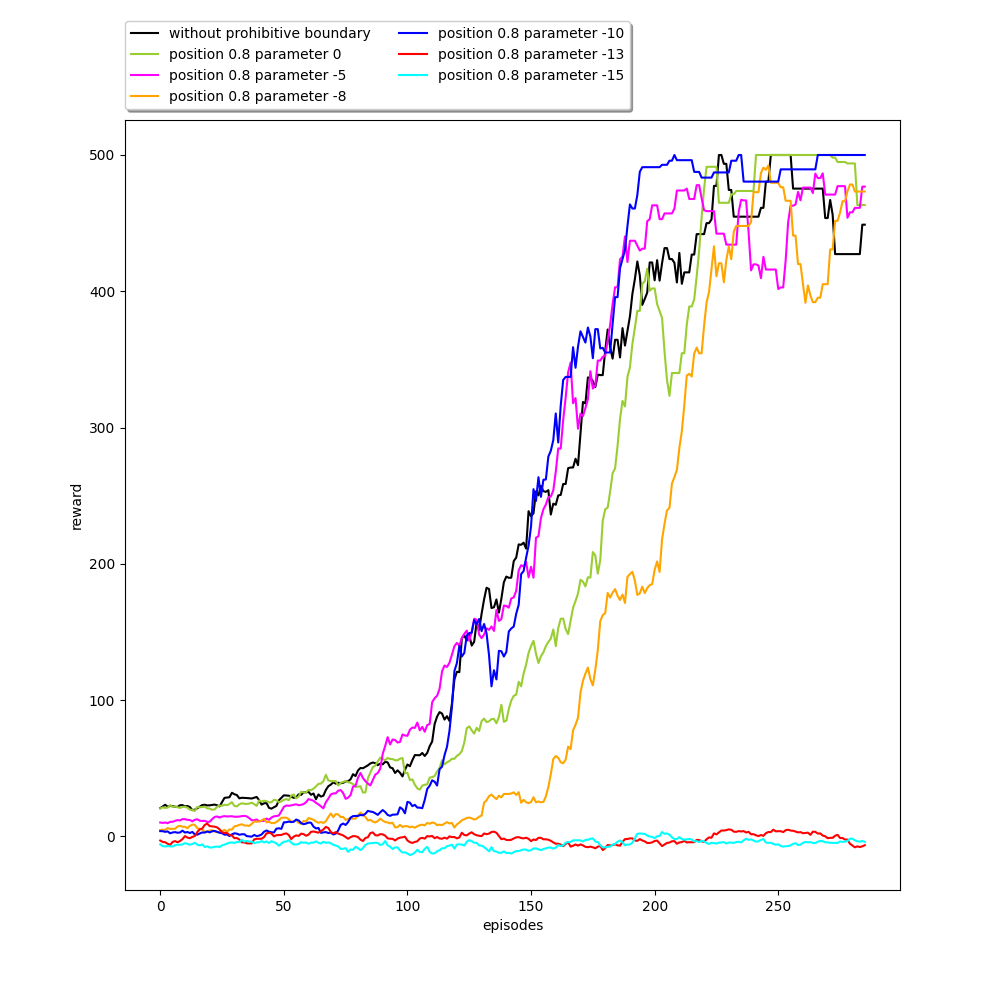 without prohibitive boundary
position 0.8 parameter 0
position 0.8 parameter -5
position 0.8 parameter -8
position 0.8 parameter -10
position 0.8 parameter -13
position 0.8 parameter -15
500
400
300
200
100
0
reward
0 50 100 150 200 250
episodes